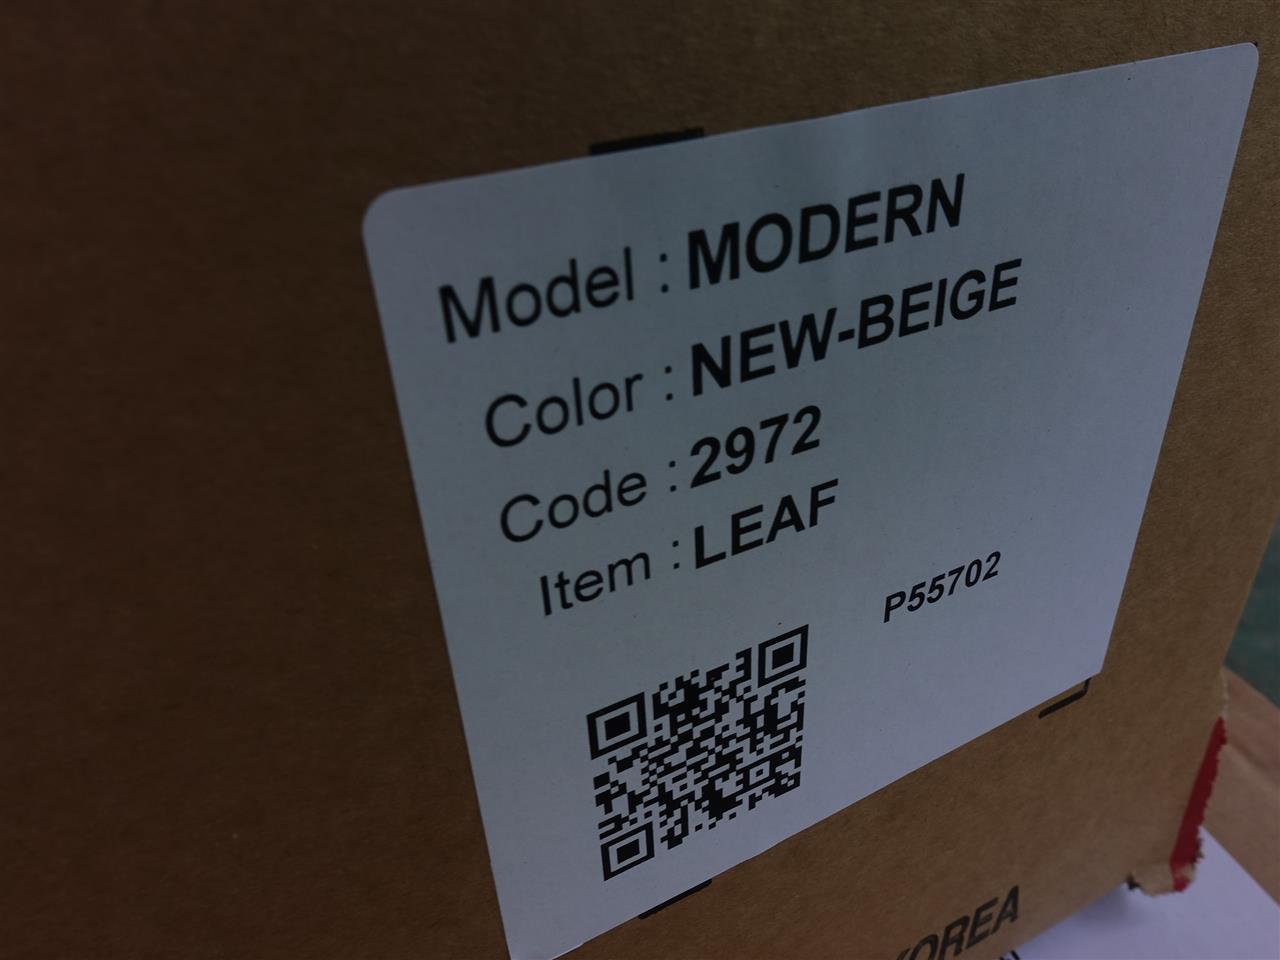 Model : MODERN
Color : NEW-BEIGE
Code : 2972
Item : LEAF
P55702
KOREA